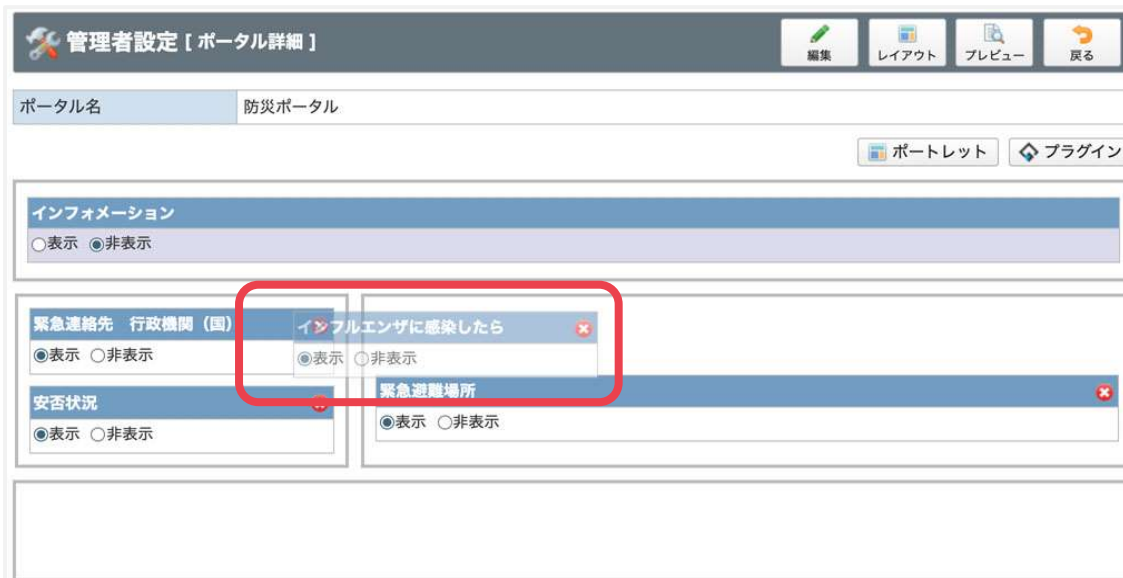 管理者設定 [ ポータル詳細 ]
編集
レイアウト
プレビュー
戻る
ポータル名
防災ポータル
ポートレット
プラグイン
インフォメーション
表示 非表示
緊急連絡先 行政機関（国）
表示 非表示
インフルエンザに感染したら
表示 非表示
安否状況
表示 非表示
緊急避難場所
表示 非表示